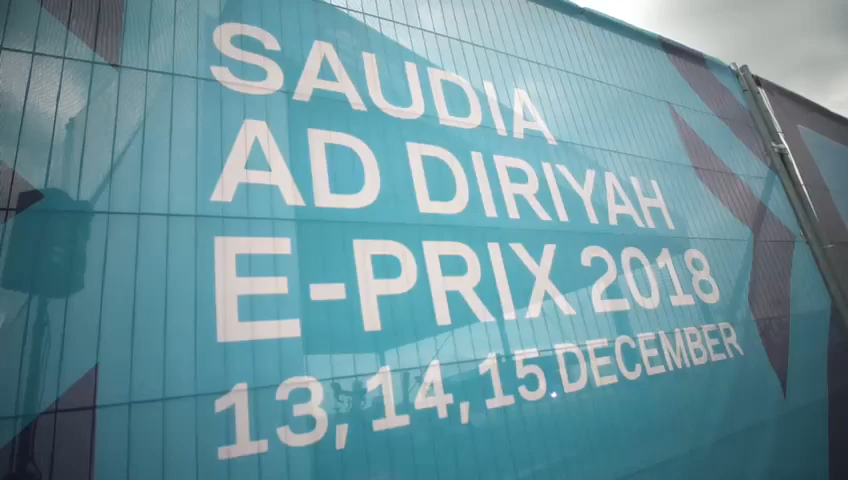 SAUDIA
AD DIRIYAH
E-PRIX 2018
13, 14, 15 DECEMBER